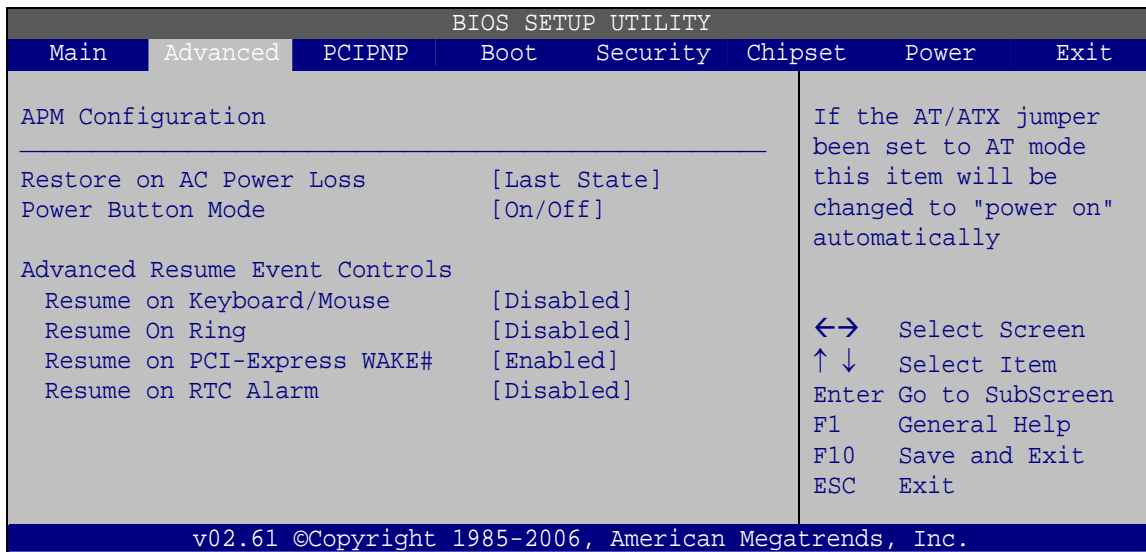 BIOS SETUP UTILITY
Main Advanced PCIPNP Boot Security Chipset Power Exit
APM Configuration
Restore on AC Power Loss [Last State]
Power Button Mode [On/Off]
Advanced Resume Event Controls
Resume on Keyboard/Mouse [Disabled]
Resume On Ring [Disabled]
Resume on PCI-Express WAKE# [Enabled]
Resume on RTC Alarm [Disabled]
If the AT/ATX jumper
been set to AT mode
this item will be
changed to "power on"
automatically
←→ Select Screen
↑ ↓ Select Item
Enter Go to SubScreen
F1 General Help
F10 Save and Exit
ESC Exit
v02.61 ©Copyright 1985-2006, American Megatrends, Inc.